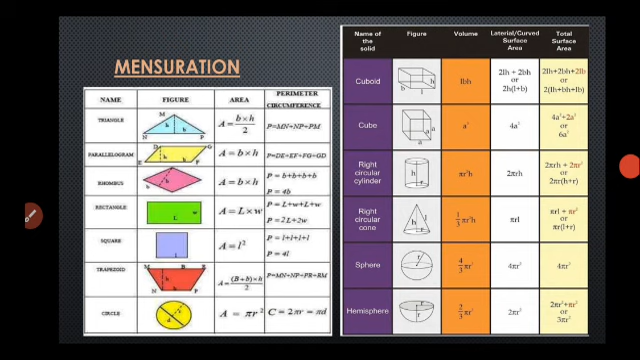 MENSURATION
NAME FIGURE AREA PERIMETER CIRCUMFERENCE
TRIANGLE M h b N P A = b×h/2 P=MN+NP+PM
PARALLELOGRAM D G h b E F A = b × h P=DE+EF+FG+GD
RHOMBUS h b A = b × h P = b+b+b+b
P = 4b
RECTANGLE w L A = L × w P = L+w+L+w
P = 2L+2w
SQUARE l A = l² P = l+l+l+l
P = 4l
TRAPEZOID M B R h b N P A = (B+b)×h/2 P=MN+NP+PR+RM
CIRCLE d r A = πr² C = 2πr = πd
Name of the solid Figure Volume Laterial/Curved Surface Area Total Surface Area
Cuboid b l h lbh 2lh + 2bh or 2h(l+b) 2lh+2bh+2lb or 2(lh+bh+lb)
Cube a a a a³ 4a² 4a²+2a² or 6a²
Right circular cylinder h r πr²h 2πrh 2πrh + 2πr² or 2πr(h+r)
Right circular cone h l r 1/3 πr²h πrl πrl + πr² or πr(l+r)
Sphere r 4/3 πr³ 4πr² 4πr²
Hemisphere r r 2/3 πr³ 2πr² 2πr²+πr² or 3πr²